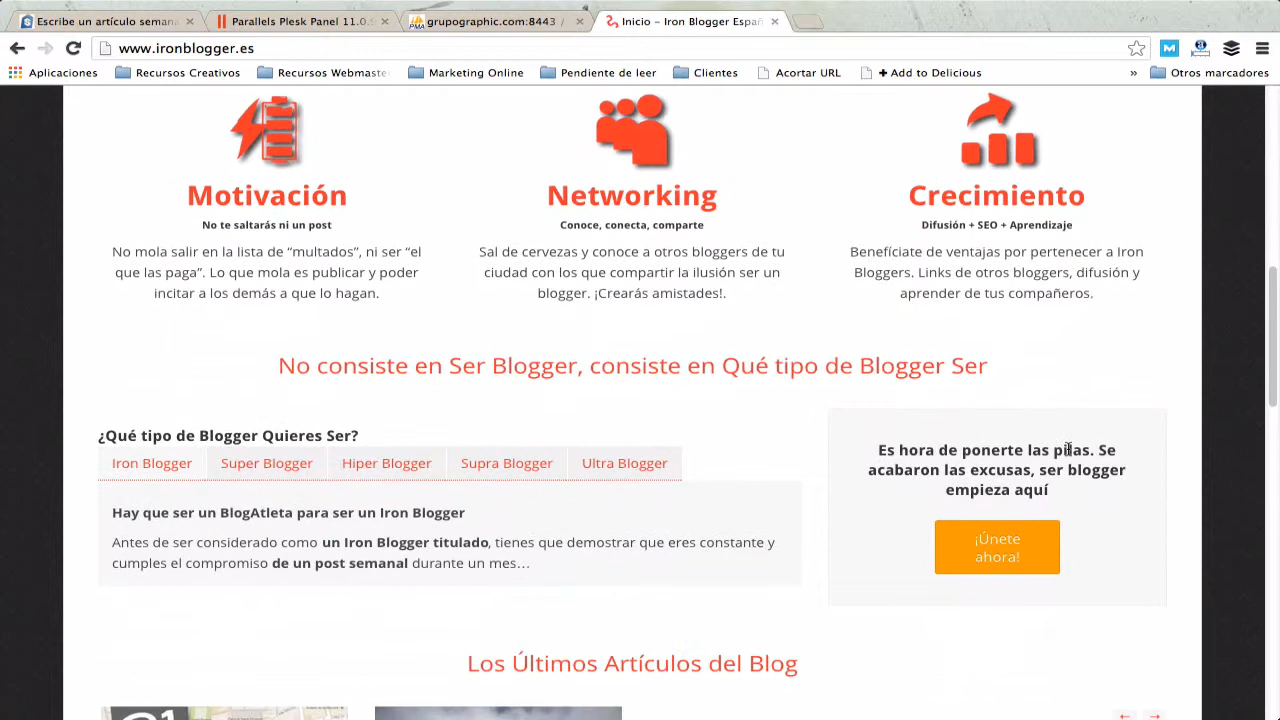 Escribe un artículo semana
Parallels Plesk Panel 11.0.9
grupographic.com:8443 /
Inicio – Iron Blogger Españ
www.ironblogger.es
Aplicaciones
Recursos Creativos
Recursos Webmaste
Marketing Online
Pendiente de leer
Clientes
Acortar URL
+ Add to Delicious
»
Otros marcadores
Motivación
No te saltarás ni un post
No mola salir en la lista de “multados”, ni ser “el
que las paga”. Lo que mola es publicar y poder
incitar a los demás a que lo hagan.
Networking
Conoce, conecta, comparte
Sal de cervezas y conoce a otros bloggers de tu
ciudad con los que compartir la ilusión ser un
blogger. ¡Crearás amistades!.
Crecimiento
Difusión + SEO + Aprendizaje
Benefíciate de ventajas por pertenecer a Iron
Bloggers. Links de otros bloggers, difusión y
aprender de tus compañeros.
No consiste en Ser Blogger, consiste en Qué tipo de Blogger Ser
¿Qué tipo de Blogger Quieres Ser?
Iron Blogger
Super Blogger
Hiper Blogger
Supra Blogger
Ultra Blogger
Hay que ser un BlogAtleta para ser un Iron Blogger
Antes de ser considerado como un Iron Blogger titulado, tienes que demostrar que eres constante y
cumples el compromiso de un post semanal durante un mes…
Es hora de ponerte las pilas. Se
acabaron las excusas, ser blogger
empieza aquí
¡Únete
ahora!
Los Últimos Artículos del Blog